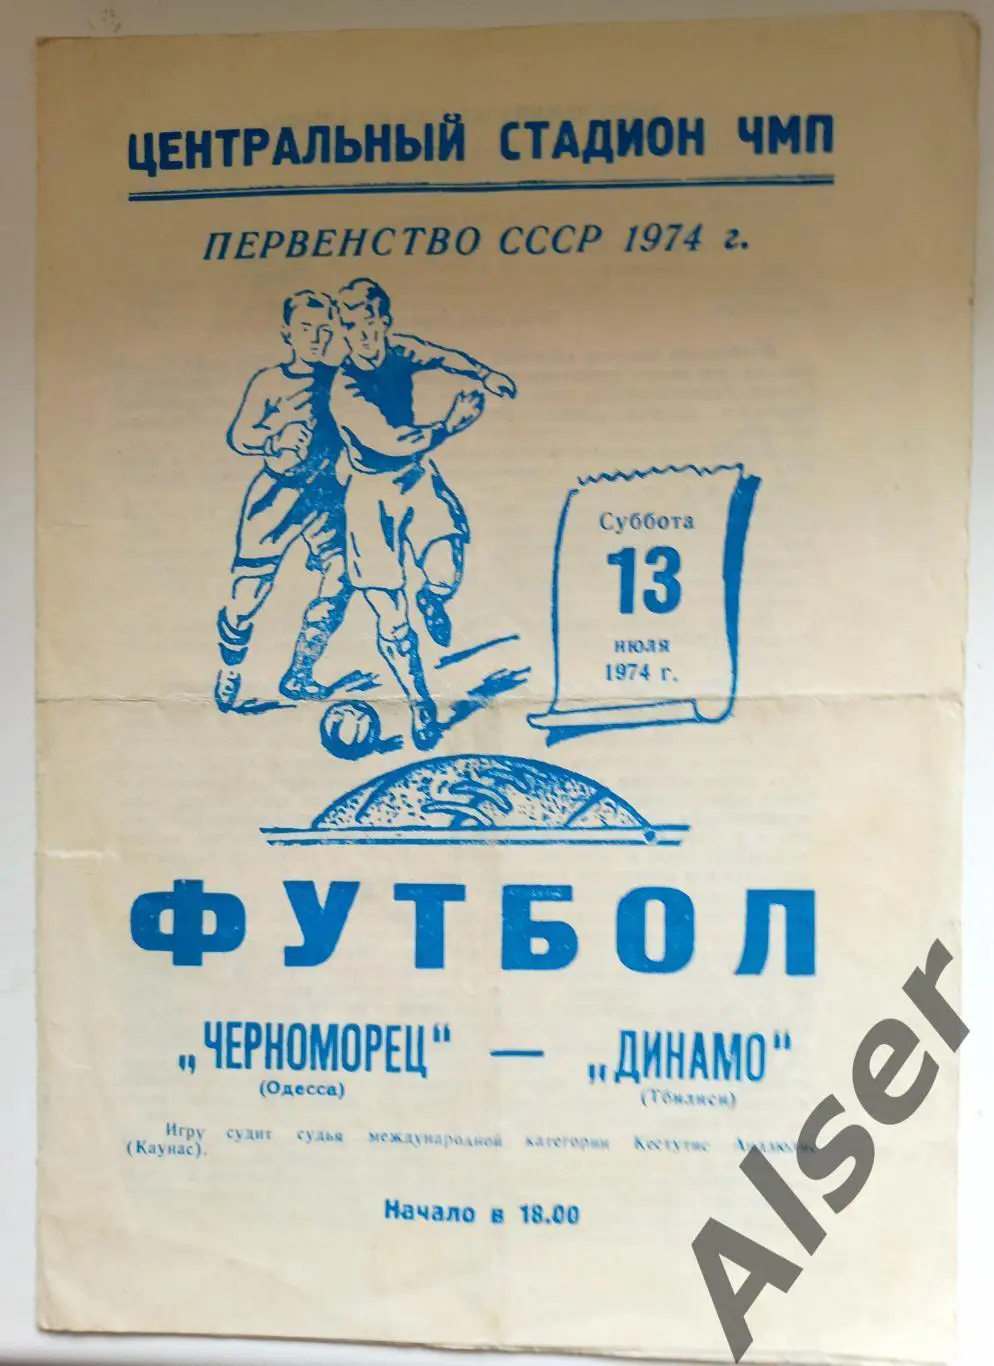 ЦЕНТРАЛЬНЫЙ СТАДИОН ЧМП
ПЕРВЕНСТВО СССР 1974 г.
Суббота
13
июля
1974 г.
ФУТБОЛ
„ЧЕРНОМОРЕЦ" — „ДИНАМО"
(Одесса) (Тбилиси)
Игру судит судья международной категории Кестутис
(Каунас).
Начало в 18.00
Alser